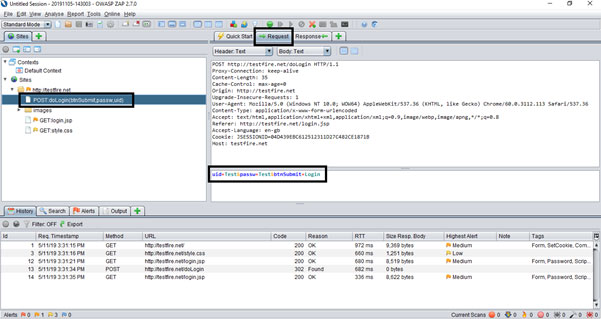 Untitled Session - 20191105-143003 - OWASP ZAP 2.7.0
File Edit View Analyse Report Tools Online Help
Standard Mode
Sites
Quick Start Request Response
Header: Text Body: Text
Contexts
Default Context
Sites
http://testfire.net
POST:doLogin(btnSubmit,passw,uid)
images
GET:login.jsp
GET:style.css
POST http://testfire.net/doLogin HTTP/1.1
Proxy-Connection: keep-alive
Content-Length: 35
Cache-Control: max-age=0
Origin: http://testfire.net
Upgrade-Insecure-Requests: 1
User-Agent: Mozilla/5.0 (Windows NT 10.0; WOW64) AppleWebKit/537.36 (KHTML, like Gecko) Chrome/60.0.3112.113 Safari/537.36
Content-Type: application/x-www-form-urlencoded
Accept: text/html,application/xhtml+xml,application/xml;q=0.9,image/webp,image/apng,*/*;q=0.8
Referer: http://testfire.net/login.jsp
Accept-Language: en-gb
Cookie: JSESSIONID=
Host: testfire.net
uid=Test&passw=Test&btnSubmit=Login
History Search Alerts Output
Filter: OFF Export
Id Req. Timestamp Method URL Code Reason RTT Size Resp. Body Highest Alert Note Tags
1 5/11/19 3:31:15 PM GET http://testfire.net/ 200 OK 972 ms 9,369 bytes Medium Form, SetCookie, Com...
3 5/11/19 3:31:16 PM GET http://testfire.net/style.css 200 OK 660 ms 1,251 bytes Low
6 5/11/19 3:31:21 PM GET http://testfire.net/login.jsp 200 OK 680 ms 8,519 bytes Medium Form, Password, Scrip...
13 5/11/19 3:31:34 PM POST http://testfire.net/doLogin 302 Found 682 ms 0 bytes
14 5/11/19 3:31:35 PM GET http://testfire.net/login.jsp 200 OK 336 ms 8,622 bytes Medium Form, Password, Scrip...
Alerts 0 1 3 0 Current Scans 0 0 0 0 0 0 0